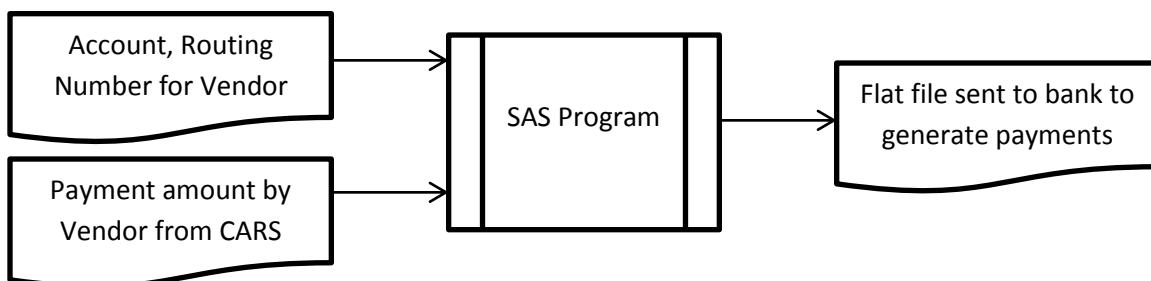 Account, Routing
Number for Vendor
Payment amount by
Vendor from CARS
SAS Program
Flat file sent to bank to
generate payments